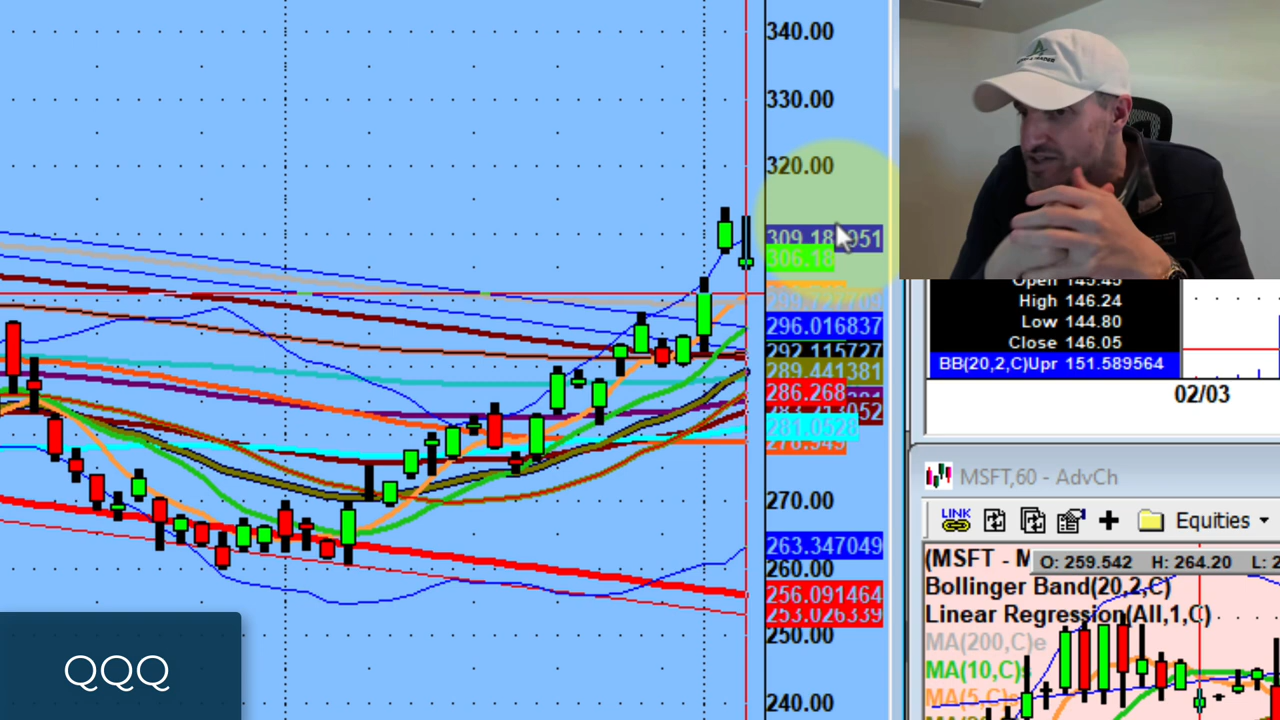 340.00
330.00
320.00
306.18
296.016837
292.115727
289.441381
286.268
281.0528
270.00
263.347049
260.00
256.091464
253.026339
250.00
240.00
QQQ
High 146.24
Low 144.80
Close 146.05
BB(20,2,C)Upr 151.589564
02/03
MSFT,60 - AdvCh
LINK
Equities
(MSFT - M
O: 259.542 H: 264.20 L: 2
Bollinger Band(20,2,C)
Linear Regression(All,1,C)
MA(200,C)e
MA(10,C)s
MA(5,C)s